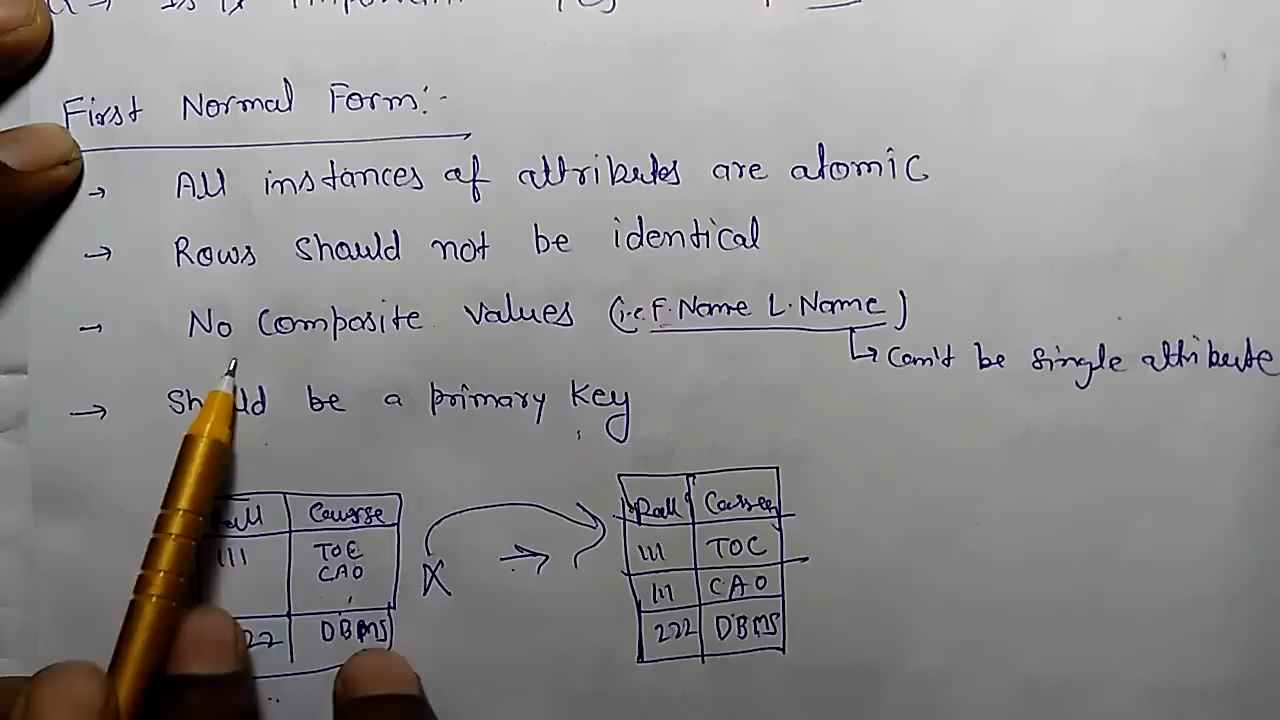 First Normal Form:-
→ All instances of attributes are atomic
→ Rows should not be identical
→ No composite values (i.e F.Name L.Name)
↳ can't be single attribute
→ Should be a primary key
Course
111 TOC
CAO
222 DBMS
X →
Roll Course
111 TOC
111 CAO
222 DBMS